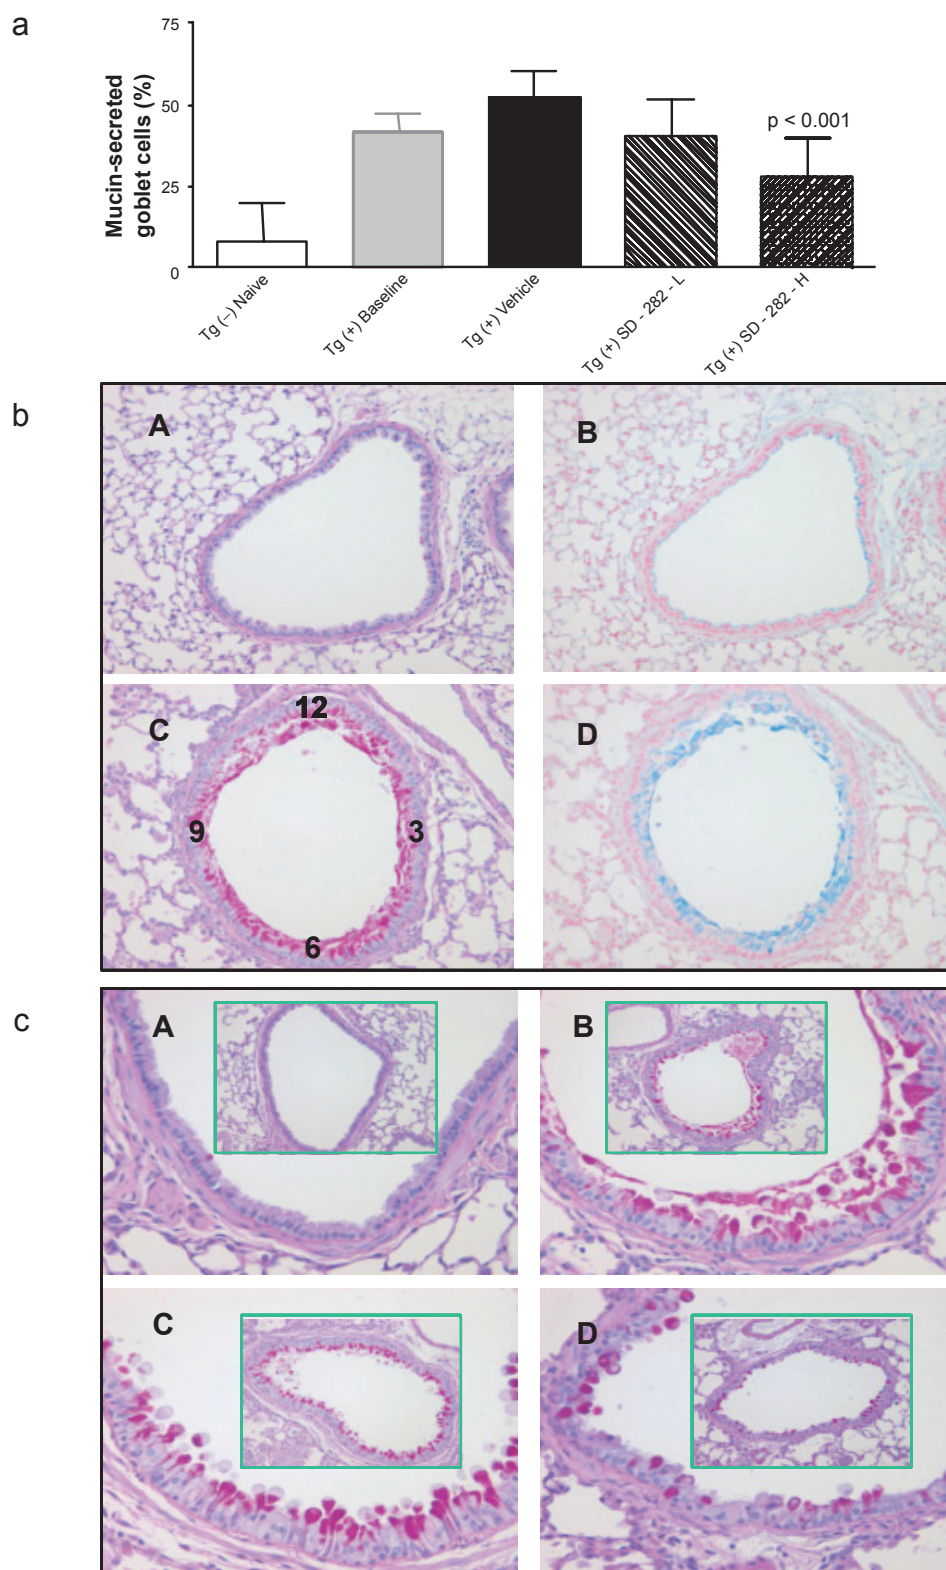 a
75
50
25
0
Mucin-secreted
goblet cells (%)
p < 0.001
Tg (–) Naive
Tg (+) Baseline
Tg (+) Vehicle
Tg (+) SD - 282 - L
Tg (+) SD - 282 - H
b
A
B
C
12
9
3
6
D
c
A
B
C
D